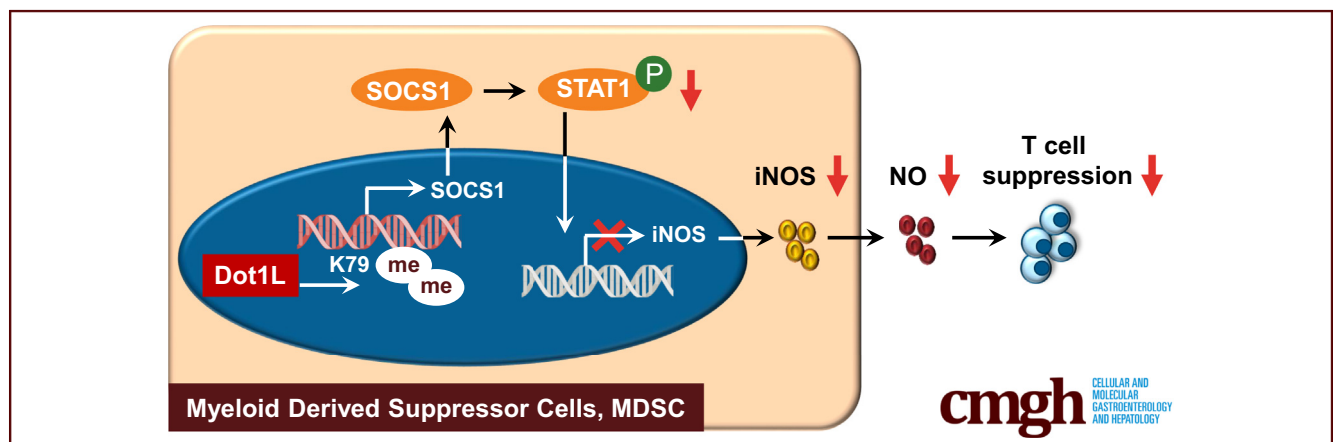 SOCS1
STAT1
P
SOCS1
iNOS
K79
me
me
Dot1L
iNOS
NO
T cell
suppression
Myeloid Derived Suppressor Cells, MDSC
cmgh
CELLULAR AND
MOLECULAR
GASTROENTEROLOGY
AND HEPATOLOGY